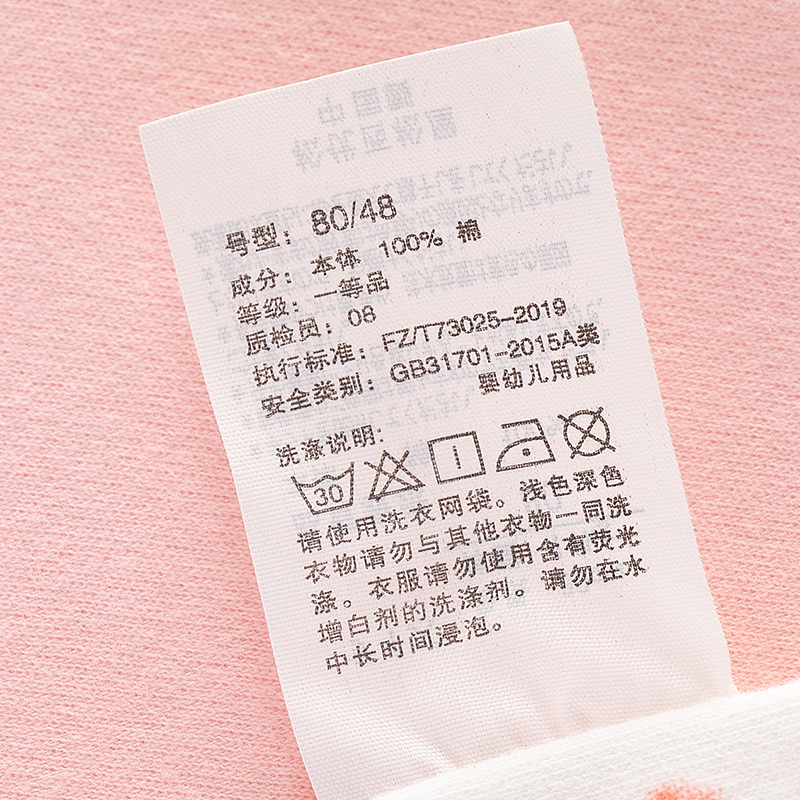 号型：80/48
成分：本体 100% 棉
等级：一等品
质检员：08
执行标准：FZ/T73025-2019
安全类别：GB31701-2015A类
婴幼儿用品
洗涤说明：
30
请使用洗衣网袋。浅色深色
衣物请勿与其他衣物一同洗
涤。衣服请勿使用含有荧光
增白剂的洗涤剂。请勿在水
中长时间浸泡。